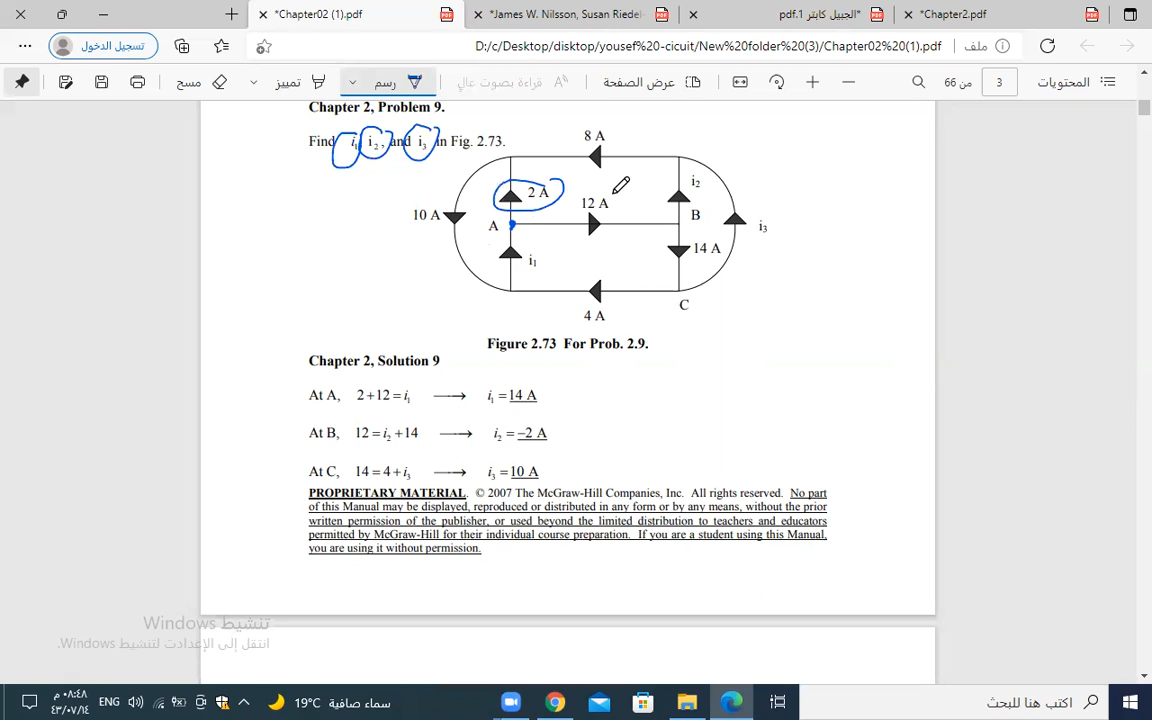 *Chapter02 (1).pdf
*James W. Nilsson, Susan Riedel
*الجبيل كابتر 1.pdf
*Chapter2.pdf
تسجيل الدخول
D:/c/Desktop/disktop/yousef%20-cicuit/New%20folder%20(3)/Chapter02%20(1).pdf
ملف
مسح
تمييز
رسم
قراءة بصوت عالٍ
عرض الصفحة
من 66
3
المحتويات
Chapter 2, Problem 9.
Find i₁ i₂, and i₃ in Fig. 2.73.
8 A
2 A
i₂
12 A
10 A
A
B
i₃
i₁
14 A
4 A
C
Figure 2.73 For Prob. 2.9.
Chapter 2, Solution 9
At A, 2+12 = i₁ ⟶ i₁ = 14 A
At B, 12 = i₂ +14 ⟶ i₂ = −2 A
At C, 14 = 4 + i₃ ⟶ i₃ = 10 A
PROPRIETARY MATERIAL. © 2007 The McGraw-Hill Companies, Inc. All rights reserved. No part
of this Manual may be displayed, reproduced or distributed in any form or by any means, without the prior
written permission of the publisher, or used beyond the limited distribution to teachers and educators
permitted by McGraw-Hill for their individual course preparation. If you are a student using this Manual,
you are using it without permission.
تنشيط Windows
انتقل إلى الإعدادات لتنشيط Windows.
٠٨:٤٨ م
٤٣/٠٧/١٤
ENG
19°C سماء صافية
اكتب هنا للبحث